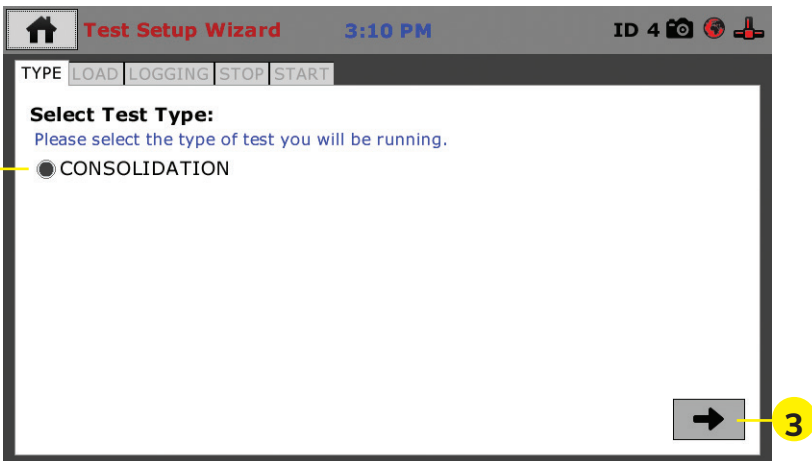 Test Setup Wizard 3:10 PM ID 4
TYPE LOAD LOGGING STOP START
Select Test Type:
Please select the type of test you will be running.
CONSOLIDATION
3